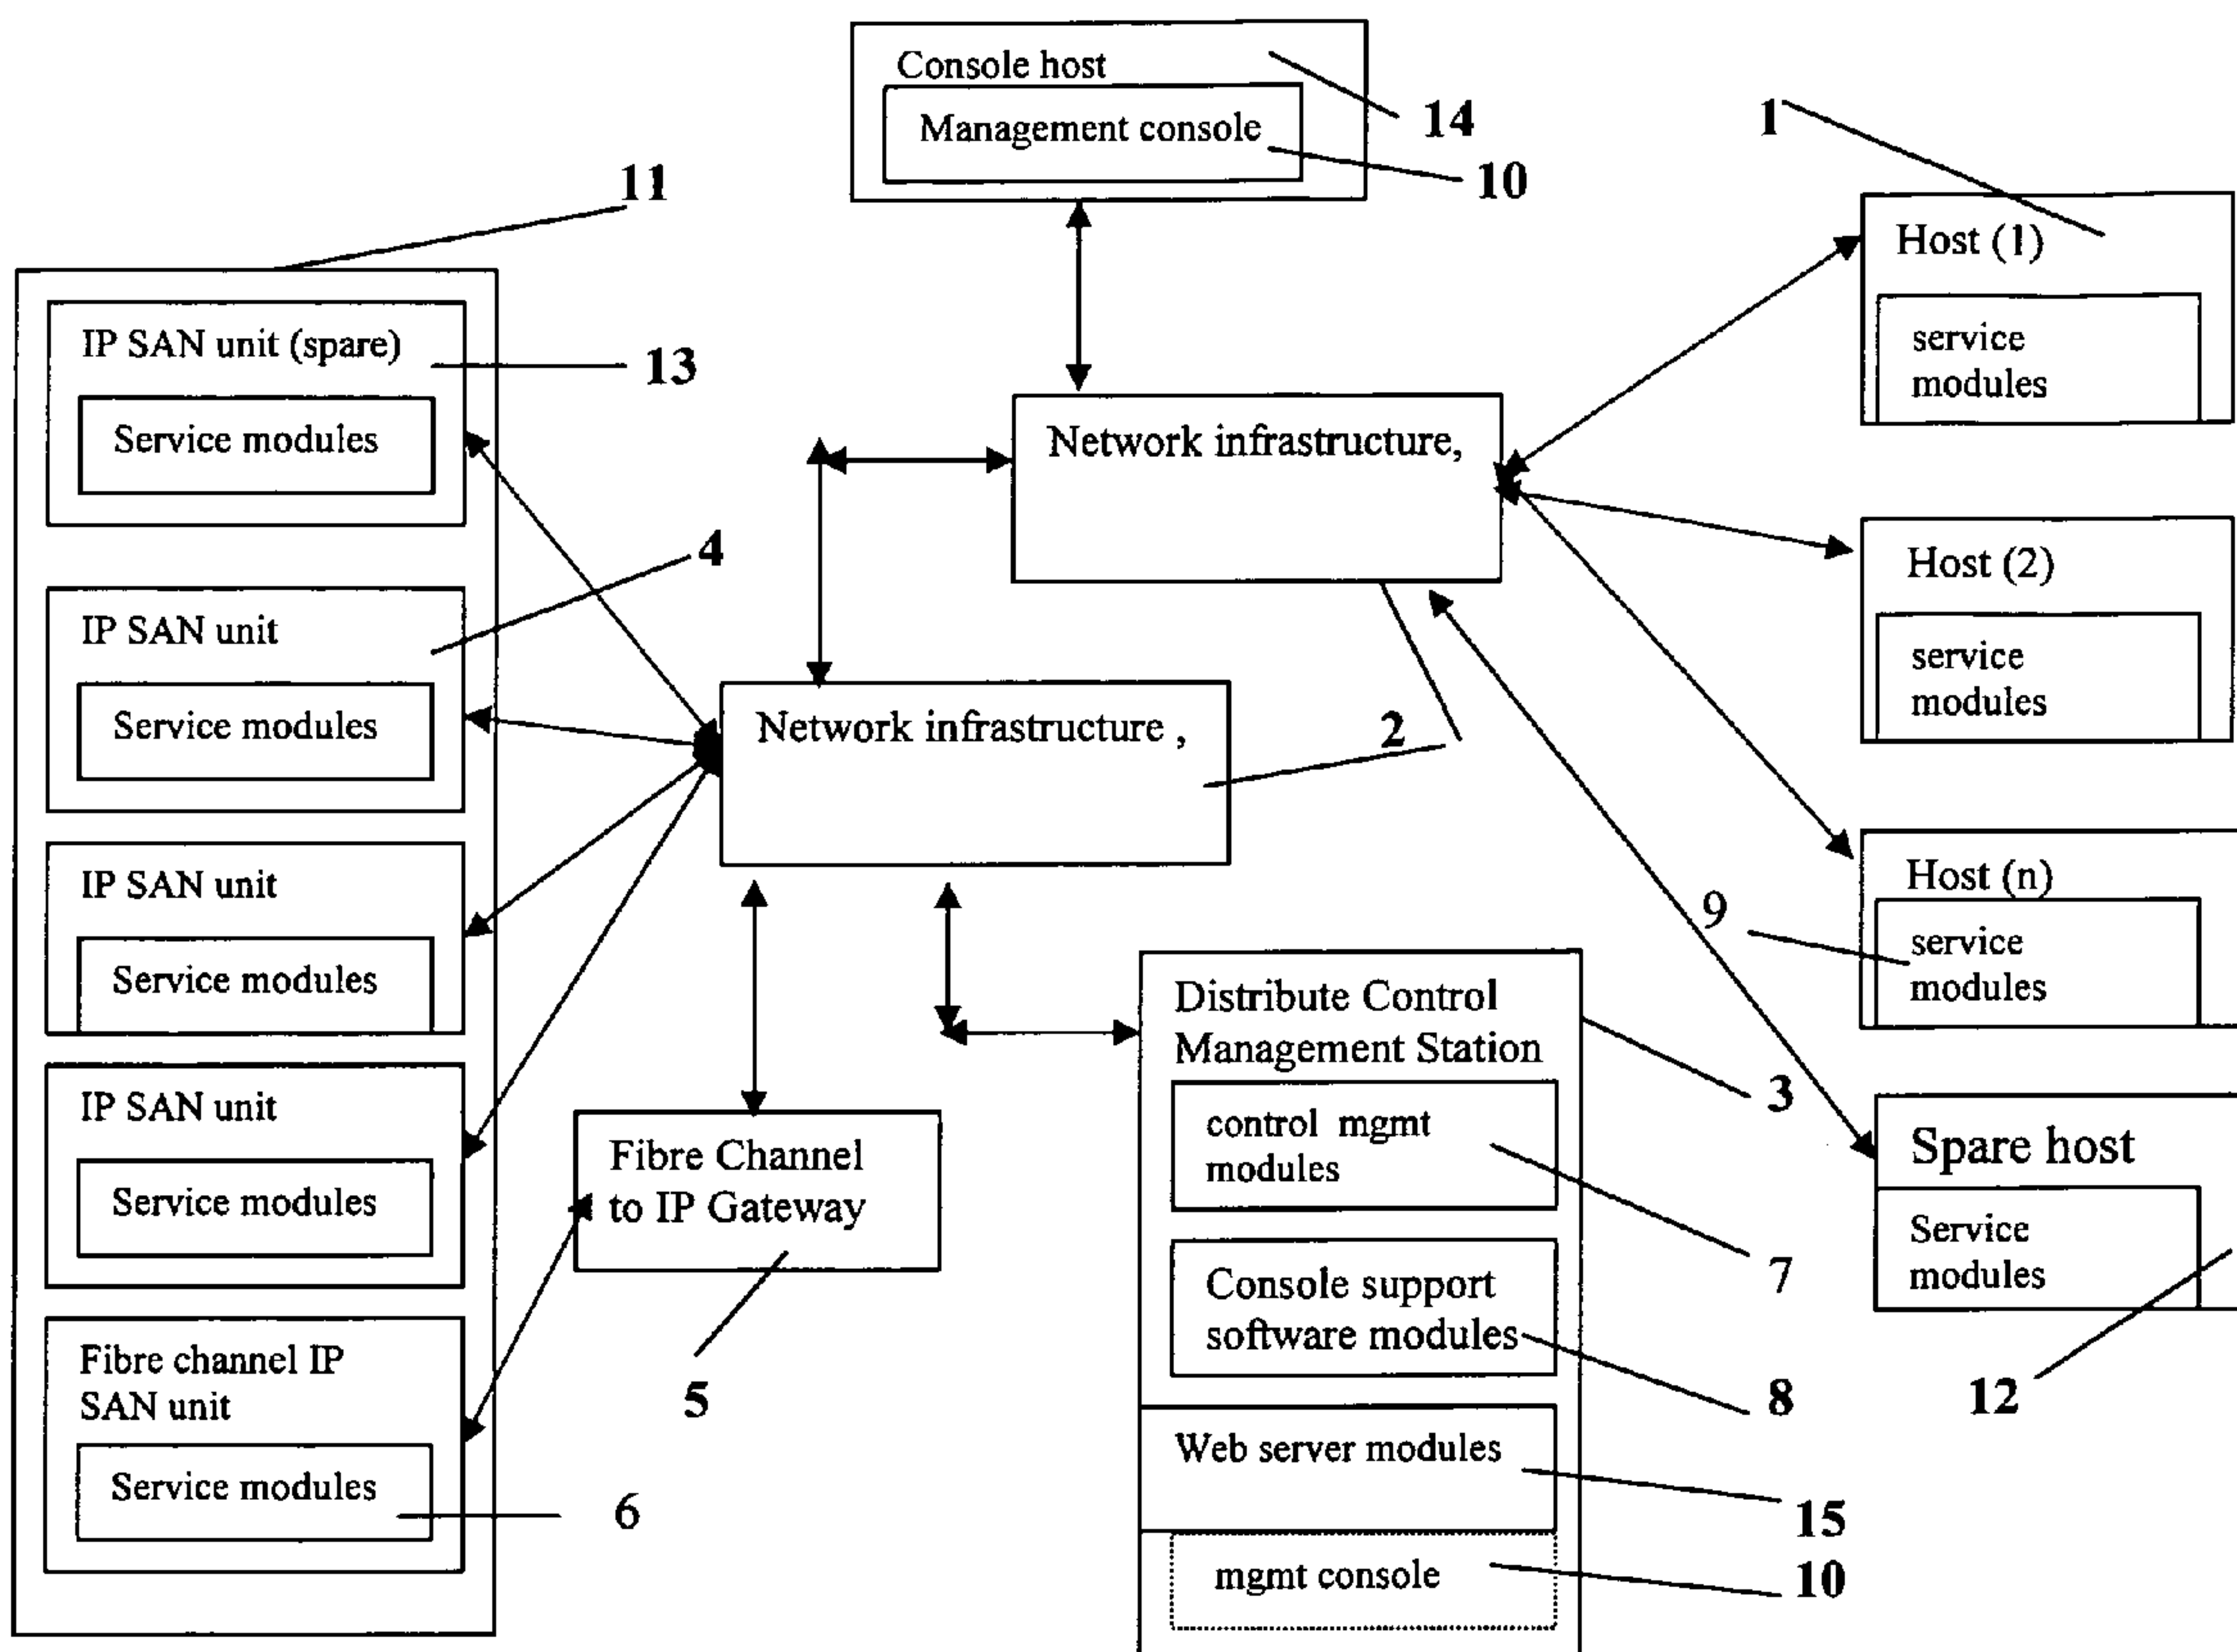 Console host
14
Management console
10
11
IP SAN unit (spare)
13
Service modules
4
IP SAN unit
Service modules
IP SAN unit
Service modules
IP SAN unit
Service modules
Fibre channel IP
SAN unit
Service modules
6
Network infrastructure,
Network infrastructure ,
2
Fibre Channel
to IP Gateway
5
Distribute Control
Management Station
3
control mgmt
modules
7
Console support
software modules
8
Web server modules
15
mgmt console
10
1
Host (1)
service
modules
Host (2)
service
modules
Host (n)
9
service
modules
Spare host
Service
modules
12